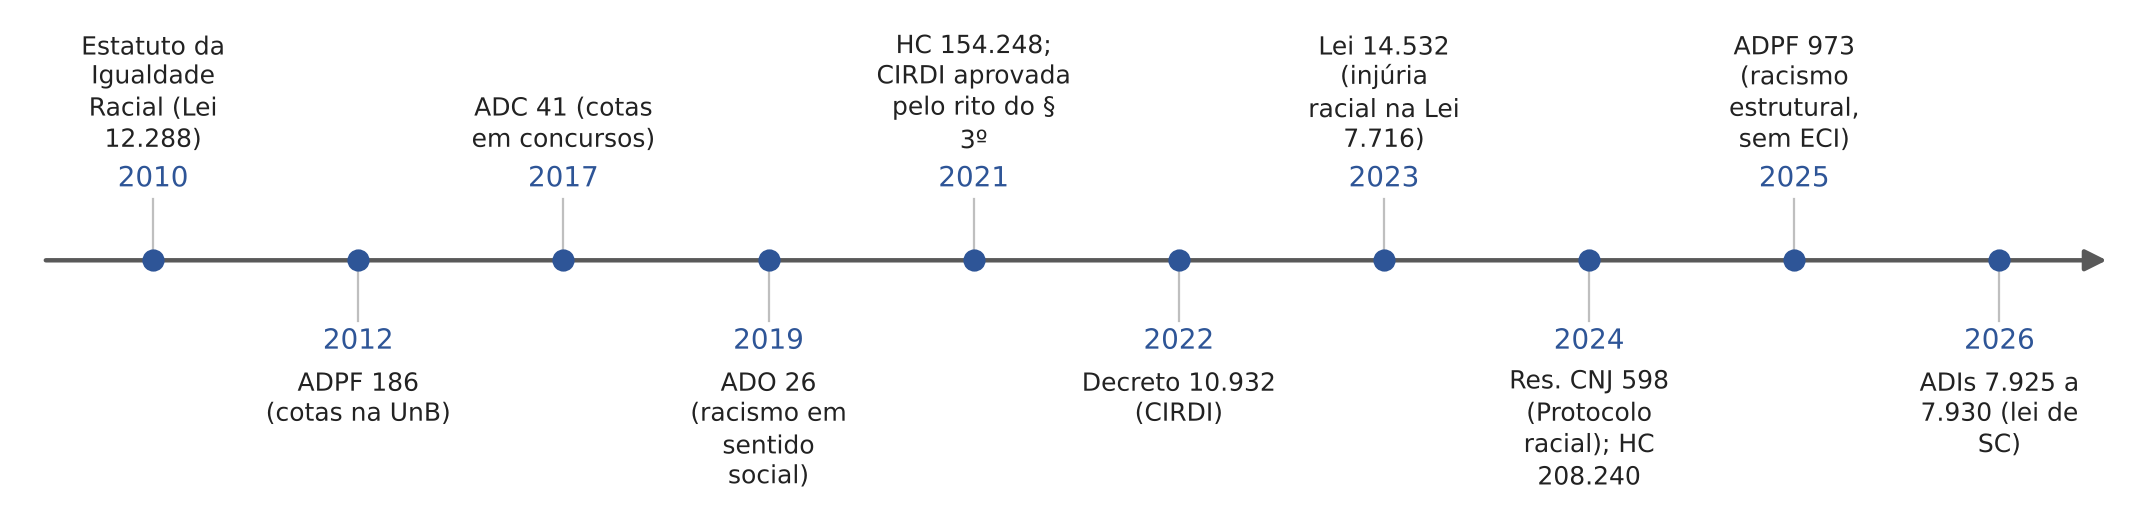 Estatuto da
Igualdade
Racial (Lei
12.288)
2010
2012
ADPF 186
(cotas na UnB)
ADC 41 (cotas
em concursos)
2017
2019
ADO 26
(racismo em
sentido
social)
HC 154.248;
CIRDI aprovada
pelo rito do §
3º
2021
2022
Decreto 10.932
(CIRDI)
Lei 14.532
(injúria
racial na Lei
7.716)
2023
2024
Res. CNJ 598
(Protocolo
racial); HC
208.240
ADPF 973
(racismo
estrutural,
sem ECI)
2025
2026
ADIs 7.925 a
7.930 (lei de
SC)